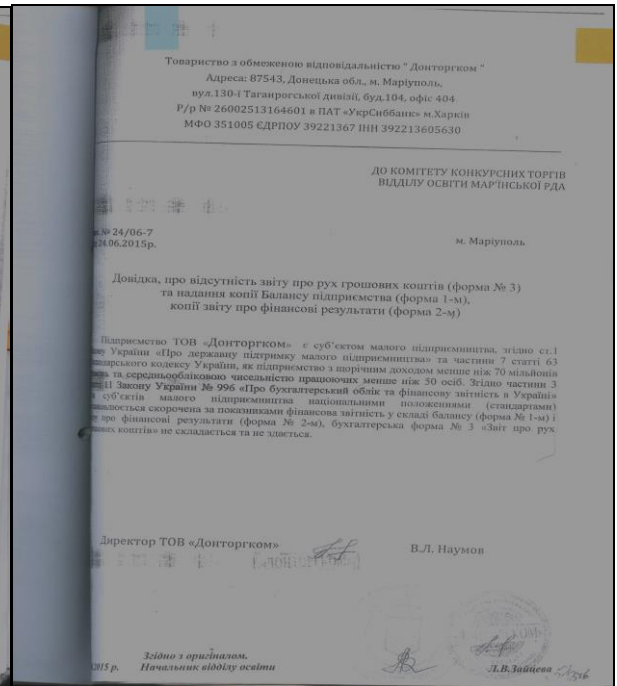 Товариство з обмеженою відповідальністю " Донторгком "
Адреса: 87543, Донецька обл., м. Маріуполь,
вул.130-ї Таганрогської дивізії, буд.104, офіс 404
Р/р № 26002513164601 в ПАТ «УкрСиббанк» м.Харків
МФО 351005 ЄДРПОУ 39221367 ІНН 392213605630
ДО КОМІТЕТУ КОНКУРСНИХ ТОРГІВ
ВІДДІЛУ ОСВІТИ МАР'ЇНСЬКОЇ РДА
№ 24/06-7
24.06.2015р.
м. Маріуполь
Довідка, про відсутність звіту про рух грошових коштів (форма № 3)
та надання копії Балансу підприємства (форма 1-м),
копії звіту про фінансові результати (форма 2-м)
Підприємство ТОВ «Донторгком» є суб'єктом малого підприємництва, згідно ст.1
України «Про державну підтримку малого підприємництва» та частини 7 статті 63
кодексу України, як підприємство з щорічним доходом менше ніж 70 мільйонів
та середньообліковою чисельністю працюючих менше ніж 50 осіб. Згідно частини 3
11 Закону України № 996 «Про бухгалтерський облік та фінансову звітність в Україні»
суб'єктів малого підприємництва національними положеннями (стандартами)
скорочена за показниками фінансова звітність у складі балансу (форма № 1-м) і
про фінансові результати (форма № 2-м), бухгалтерська форма № 3 «Звіт про рух
коштів» не складається та не здається.
Директор ТОВ «Донторгком»
В.Л. Наумов
Згідно з оригіналом.
2015 р. Начальник відділу освіти
Л.В.Зайцева